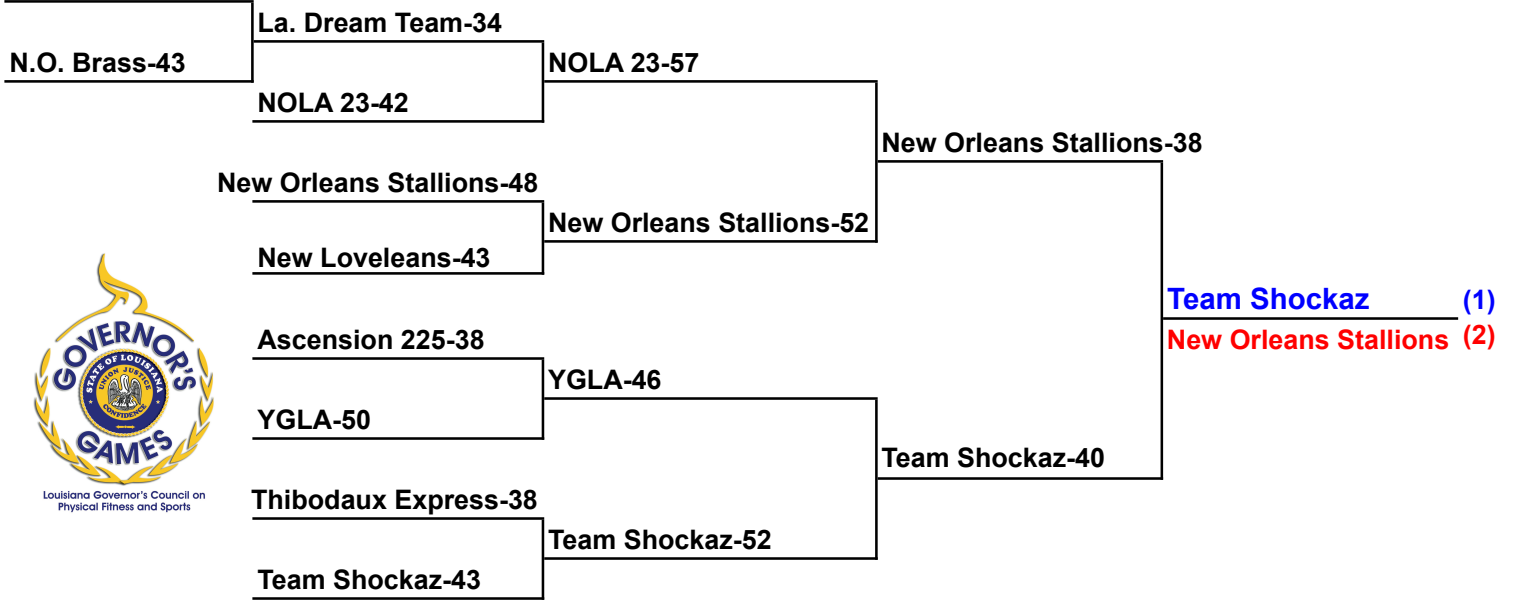 La. Dream Team-34
N.O. Brass-43
NOLA 23-57
NOLA 23-42
New Orleans Stallions-38
New Orleans Stallions-48
New Orleans Stallions-52
New Loveleans-43
Team Shockaz (1)
New Orleans Stallions (2)
Ascension 225-38
YGLA-46
YGLA-50
Team Shockaz-40
Thibodaux Express-38
Team Shockaz-52
Team Shockaz-43
GOVERNOR'S
STATE OF LOUISIANA
UNION JUSTICE
CONFIDENCE
GAMES
Louisiana Governor's Council on
Physical Fitness and Sports